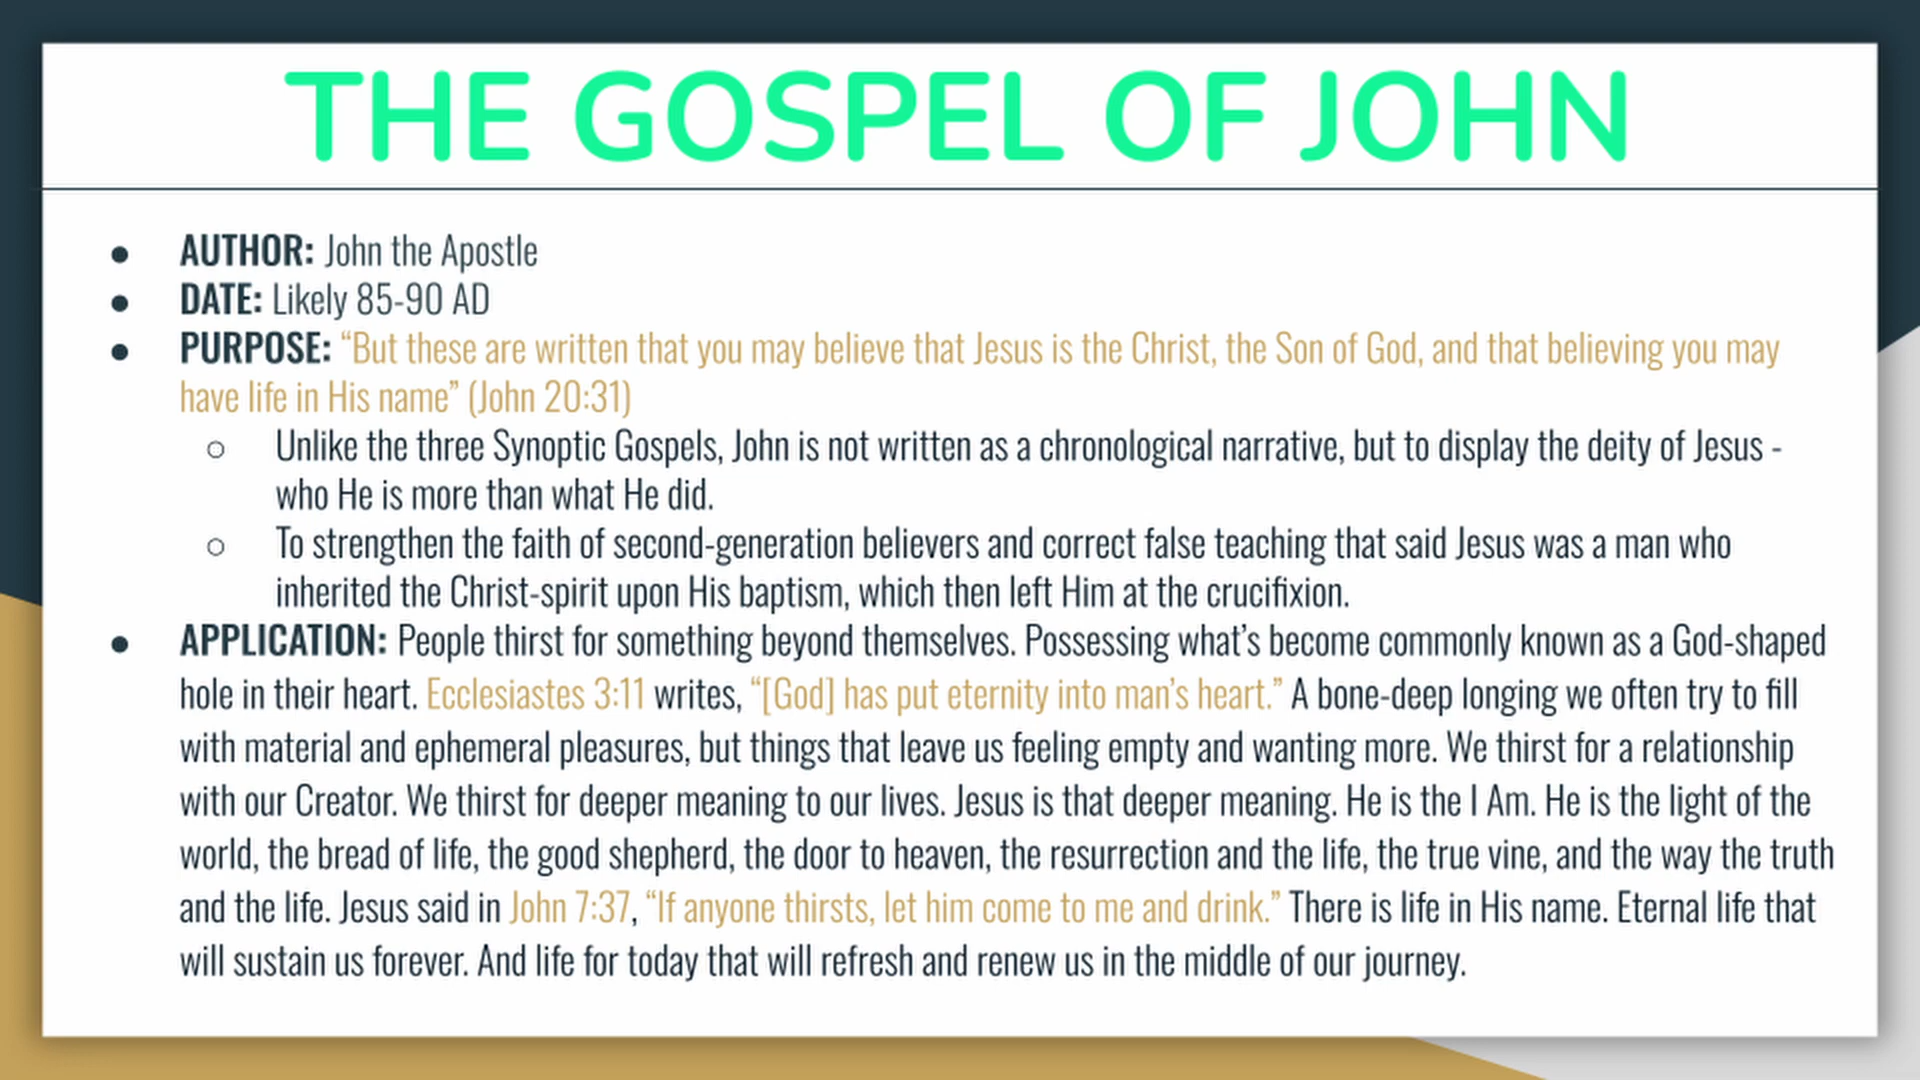 THE GOSPEL OF JOHN
● AUTHOR: John the Apostle
● DATE: Likely 85-90 AD
● PURPOSE: “But these are written that you may believe that Jesus is the Christ, the Son of God, and that believing you may
have life in His name” (John 20:31)
○ Unlike the three Synoptic Gospels, John is not written as a chronological narrative, but to display the deity of Jesus -
who He is more than what He did.
○ To strengthen the faith of second-generation believers and correct false teaching that said Jesus was a man who
inherited the Christ-spirit upon His baptism, which then left Him at the crucifixion.
● APPLICATION: People thirst for something beyond themselves. Possessing what’s become commonly known as a God-shaped
hole in their heart. Ecclesiastes 3:11 writes, “[God] has put eternity into man’s heart.” A bone-deep longing we often try to fill
with material and ephemeral pleasures, but things that leave us feeling empty and wanting more. We thirst for a relationship
with our Creator. We thirst for deeper meaning to our lives. Jesus is that deeper meaning. He is the I Am. He is the light of the
world, the bread of life, the good shepherd, the door to heaven, the resurrection and the life, the true vine, and the way the truth
and the life. Jesus said in John 7:37, “If anyone thirsts, let him come to me and drink.” There is life in His name. Eternal life that
will sustain us forever. And life for today that will refresh and renew us in the middle of our journey.